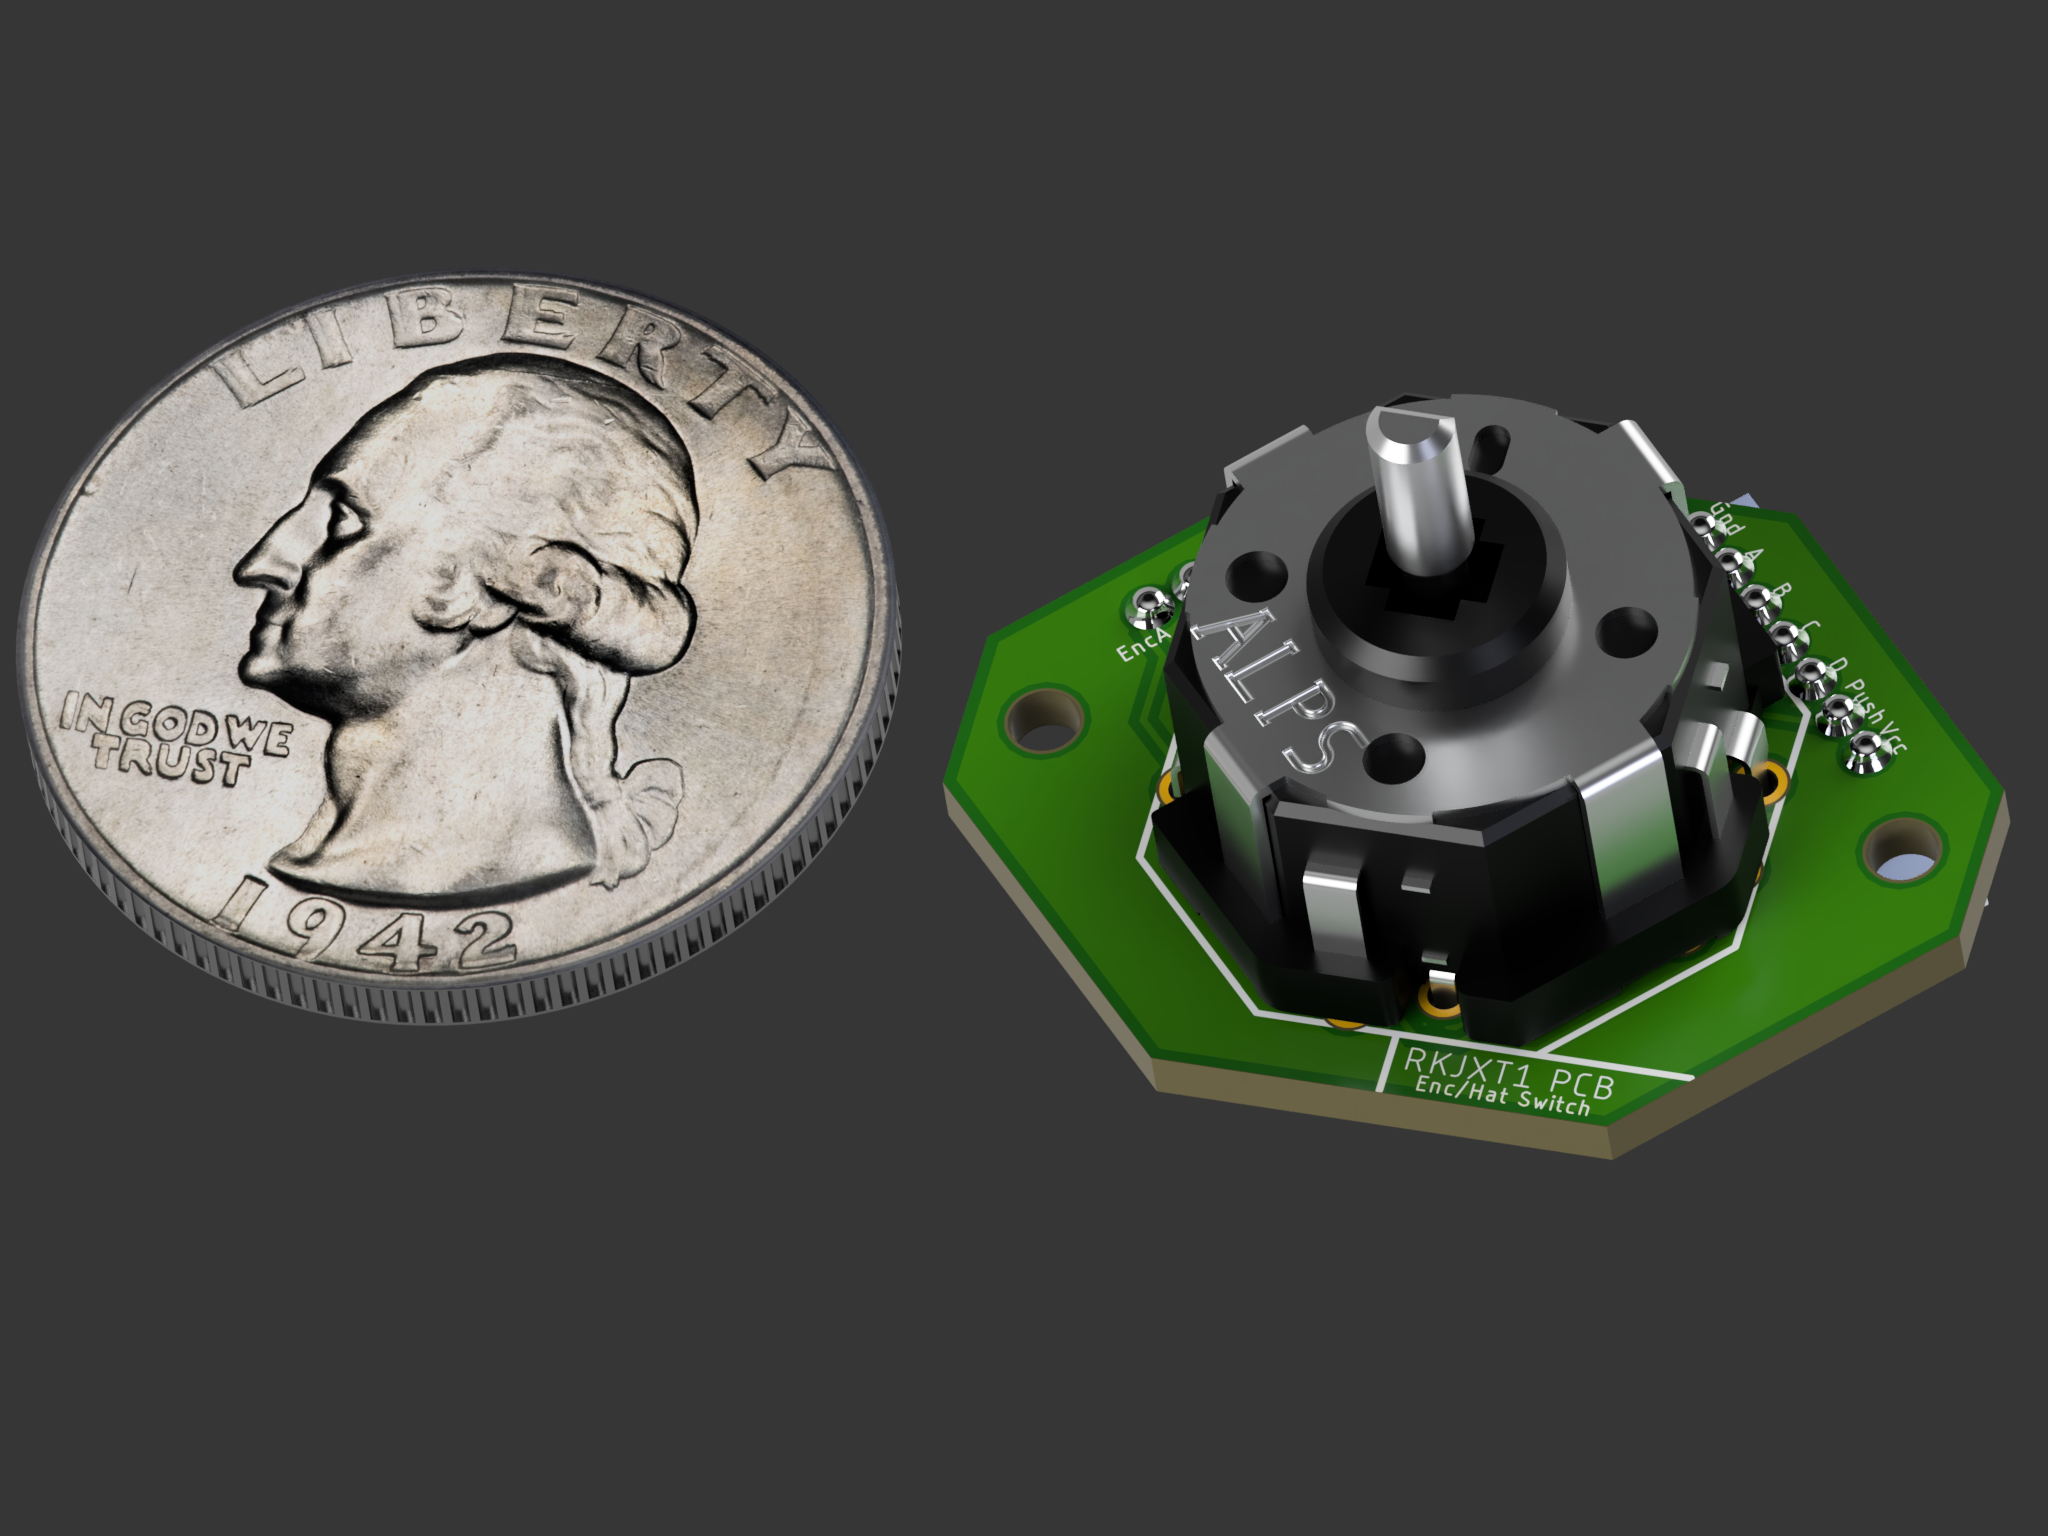 LIBERTY
IN GOD WE
TRUST
1942
ALPS
EncA
Gnd A B C D Push Vcc
RKJXT1 PCB
Enc/Hat Switch